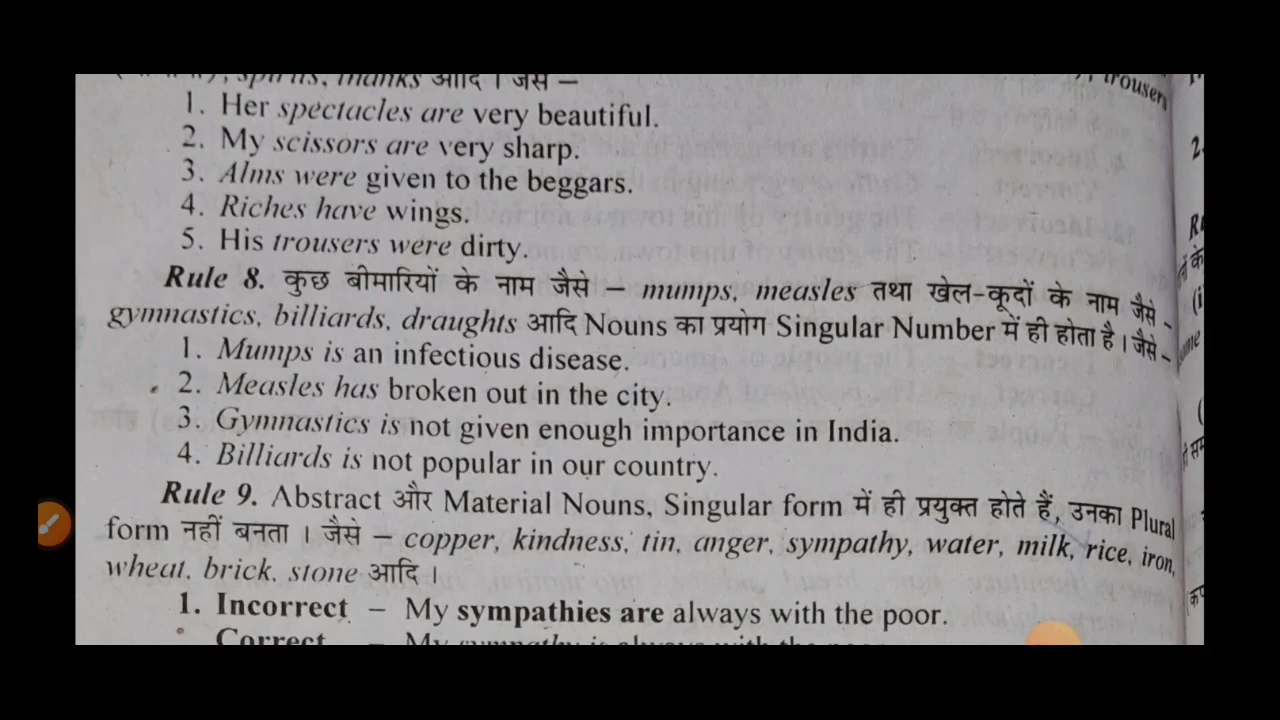 spirits, thanks आदि । जैसे –
1. Her spectacles are very beautiful.
2. My scissors are very sharp.
3. Alms were given to the beggars.
4. Riches have wings.
5. His trousers were dirty.
Rule 8. कुछ बीमारियों के नाम जैसे – mumps, measles तथा खेल-कूदों के नाम जैसे –
gymnastics, billiards, draughts आदि Nouns का प्रयोग Singular Number में ही होता है । जैसे –
1. Mumps is an infectious disease.
2. Measles has broken out in the city.
3. Gymnastics is not given enough importance in India.
4. Billiards is not popular in our country.
Rule 9. Abstract और Material Nouns, Singular form में ही प्रयुक्त होते हैं, उनका Plural
form नहीं बनता । जैसे – copper, kindness, tin, anger, sympathy, water, milk, rice, iron,
wheat, brick, stone आदि ।
1. Incorrect – My sympathies are always with the poor.
Correct – My sympathy is always with the poor.
trousers
2.